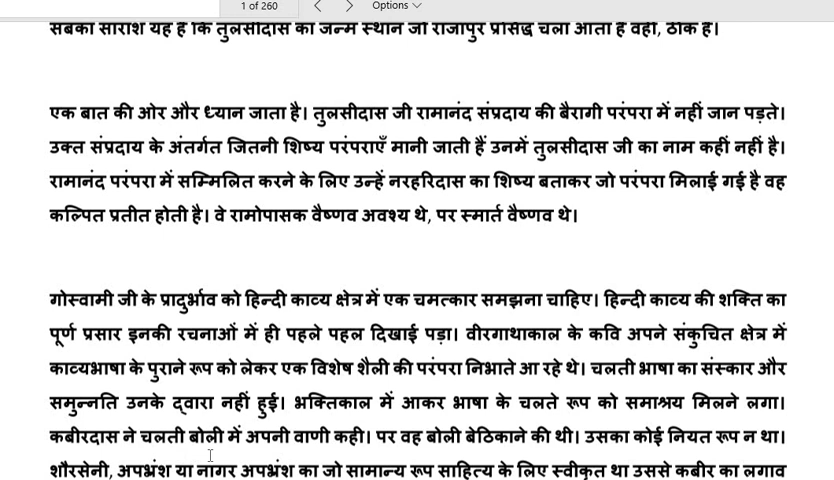 1 of 260 Options
सबका सारांश यह है कि तुलसीदास का जन्म स्थान जो राजापुर प्रसिद्ध चला आता है वही, ठीक है।
एक बात की ओर और ध्यान जाता है। तुलसीदास जी रामानंद संप्रदाय की बैरागी परंपरा में नहीं जान पड़ते।
उक्त संप्रदाय के अंतर्गत जितनी शिष्य परंपराएँ मानी जाती हैं उनमें तुलसीदास जी का नाम कहीं नहीं है।
रामानंद परंपरा में सम्मिलित करने के लिए उन्हें नरहरिदास का शिष्य बताकर जो परंपरा मिलाई गई है वह
कल्पित प्रतीत होती है। वे रामोपासक वैष्णव अवश्य थे, पर स्मार्त वैष्णव थे।
गोस्वामी जी के प्रादुर्भाव को हिन्दी काव्य क्षेत्र में एक चमत्कार समझना चाहिए। हिन्दी काव्य की शक्ति का
पूर्ण प्रसार इनकी रचनाओं में ही पहले पहल दिखाई पड़ा। वीरगाथाकाल के कवि अपने संकुचित क्षेत्र में
काव्यभाषा के पुराने रूप को लेकर एक विशेष शैली की परंपरा निभाते आ रहे थे। चलती भाषा का संस्कार और
समुन्नति उनके द्वारा नहीं हुई। भक्तिकाल में आकर भाषा के चलते रूप को समाश्रय मिलने लगा।
कबीरदास ने चलती बोली में अपनी वाणी कही। पर वह बोली बेठिकाने की थी। उसका कोई नियत रूप न था।
शौरसेनी, अपभ्रंश या नागर अपभ्रंश का जो सामान्य रूप साहित्य के लिए स्वीकृत था उससे कबीर का लगाव